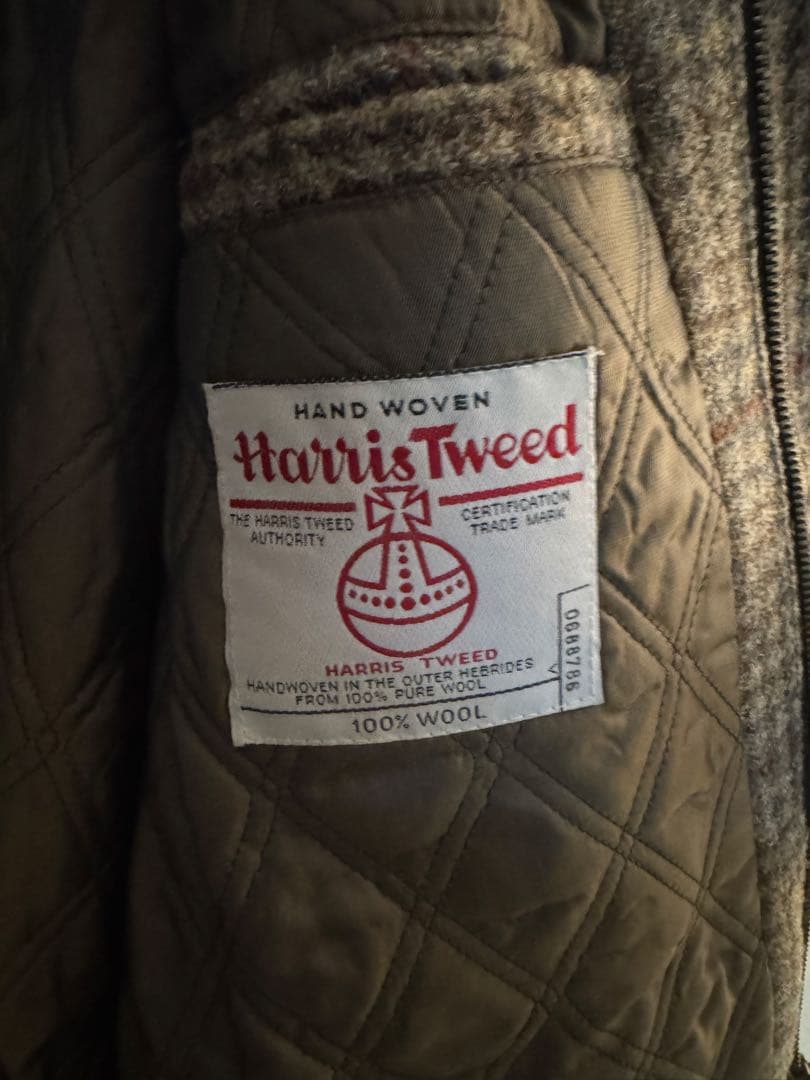 HAND WOVEN
Harris Tweed
THE HARRIS TWEED
AUTHORITY
CERTIFICATION
TRADE MARK
HARRIS TWEED
HANDWOVEN IN THE OUTER HEBRIDES
FROM 100% PURE WOOL
100% WOOL
0688786